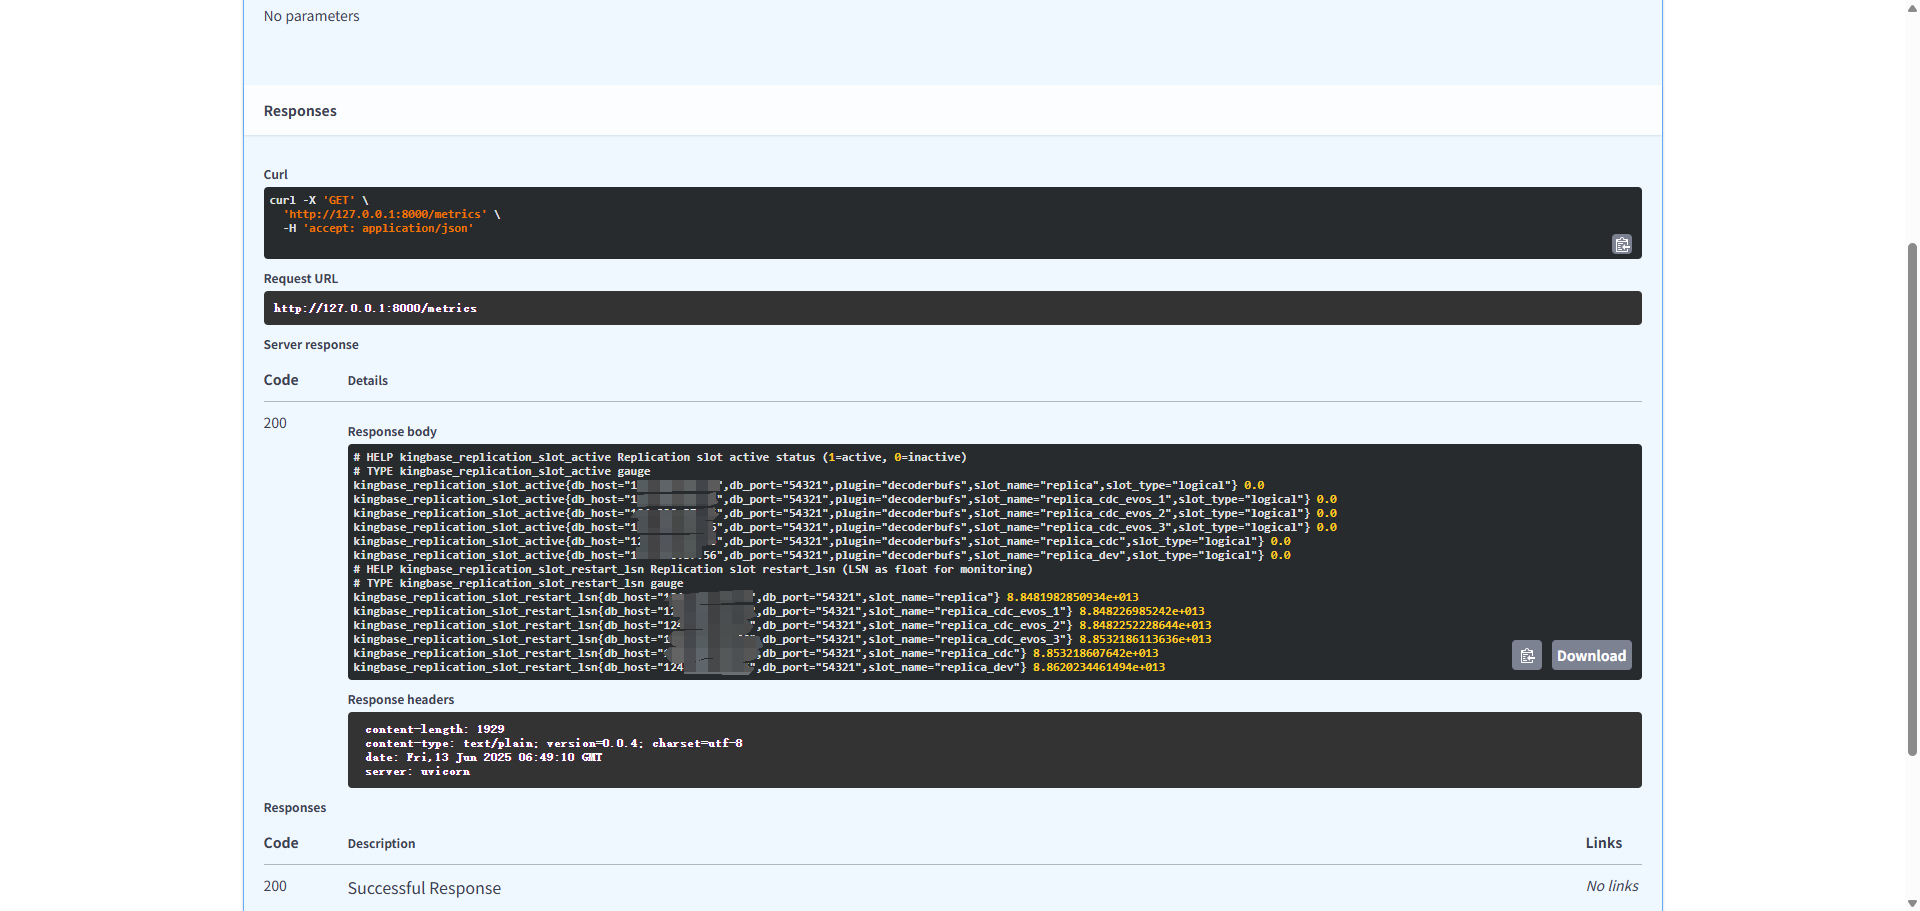 No parameters
Responses
Curl
curl -X 'GET' \
'http://127.0.0.1:8000/metrics' \
-H 'accept: application/json'
Request URL
http://127.0.0.1:8000/metrics
Server response
Code Details
200
Response body
# HELP kingbase_replication_slot_active Replication slot active status (1=active, 0=inactive)
# TYPE kingbase_replication_slot_active gauge
kingbase_replication_slot_active{db_host="1 ",db_port="54321",plugin="decoderbufs",slot_name="replica",slot_type="logical"} 0.0
kingbase_replication_slot_active{db_host="1 ",db_port="54321",plugin="decoderbufs",slot_name="replica_cdc_evos_1",slot_type="logical"} 0.0
kingbase_replication_slot_active{db_host="1 ",db_port="54321",plugin="decoderbufs",slot_name="replica_cdc_evos_2",slot_type="logical"} 0.0
kingbase_replication_slot_active{db_host="1 ",db_port="54321",plugin="decoderbufs",slot_name="replica_cdc_evos_3",slot_type="logical"} 0.0
kingbase_replication_slot_active{db_host="12 ",db_port="54321",plugin="decoderbufs",slot_name="replica_cdc",slot_type="logical"} 0.0
kingbase_replication_slot_active{db_host="1 56",db_port="54321",plugin="decoderbufs",slot_name="replica_dev",slot_type="logical"} 0.0
# HELP kingbase_replication_slot_restart_lsn Replication slot restart_lsn (LSN as float for monitoring)
# TYPE kingbase_replication_slot_restart_lsn gauge
kingbase_replication_slot_restart_lsn{db_host="1 ",db_port="54321",slot_name="replica"} 8.8481982850934e+013
kingbase_replication_slot_restart_lsn{db_host="12 ",db_port="54321",slot_name="replica_cdc_evos_1"} 8.848226985242e+013
kingbase_replication_slot_restart_lsn{db_host="124 ",db_port="54321",slot_name="replica_cdc_evos_2"} 8.8482252228644e+013
kingbase_replication_slot_restart_lsn{db_host="1 ",db_port="54321",slot_name="replica_cdc_evos_3"} 8.8532186113636e+013
kingbase_replication_slot_restart_lsn{db_host=" ",db_port="54321",slot_name="replica_cdc"} 8.853218607642e+013
kingbase_replication_slot_restart_lsn{db_host="124 ",db_port="54321",slot_name="replica_dev"} 8.8620234461494e+013
Download
Response headers
content-length: 1929
content-type: text/plain; version=0.0.4; charset=utf-8
date: Fri,13 Jun 2025 06:49:10 GMT
server: uvicorn
Responses
Code Description Links
200 Successful Response No links